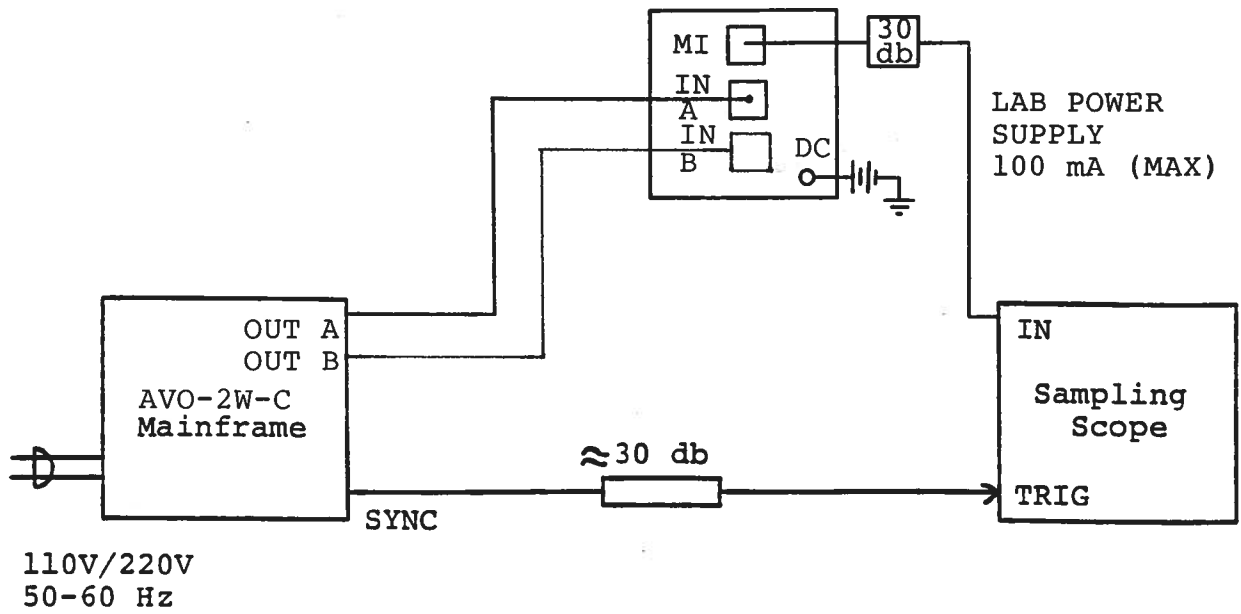 MI
30
db
IN
A
IN
B
DC
LAB POWER
SUPPLY
100 mA (MAX)
OUT A
OUT B
AVO-2W-C
Mainframe
IN
Sampling
Scope
≈30 db
TRIG
SYNC
110V/220V
50-60 Hz